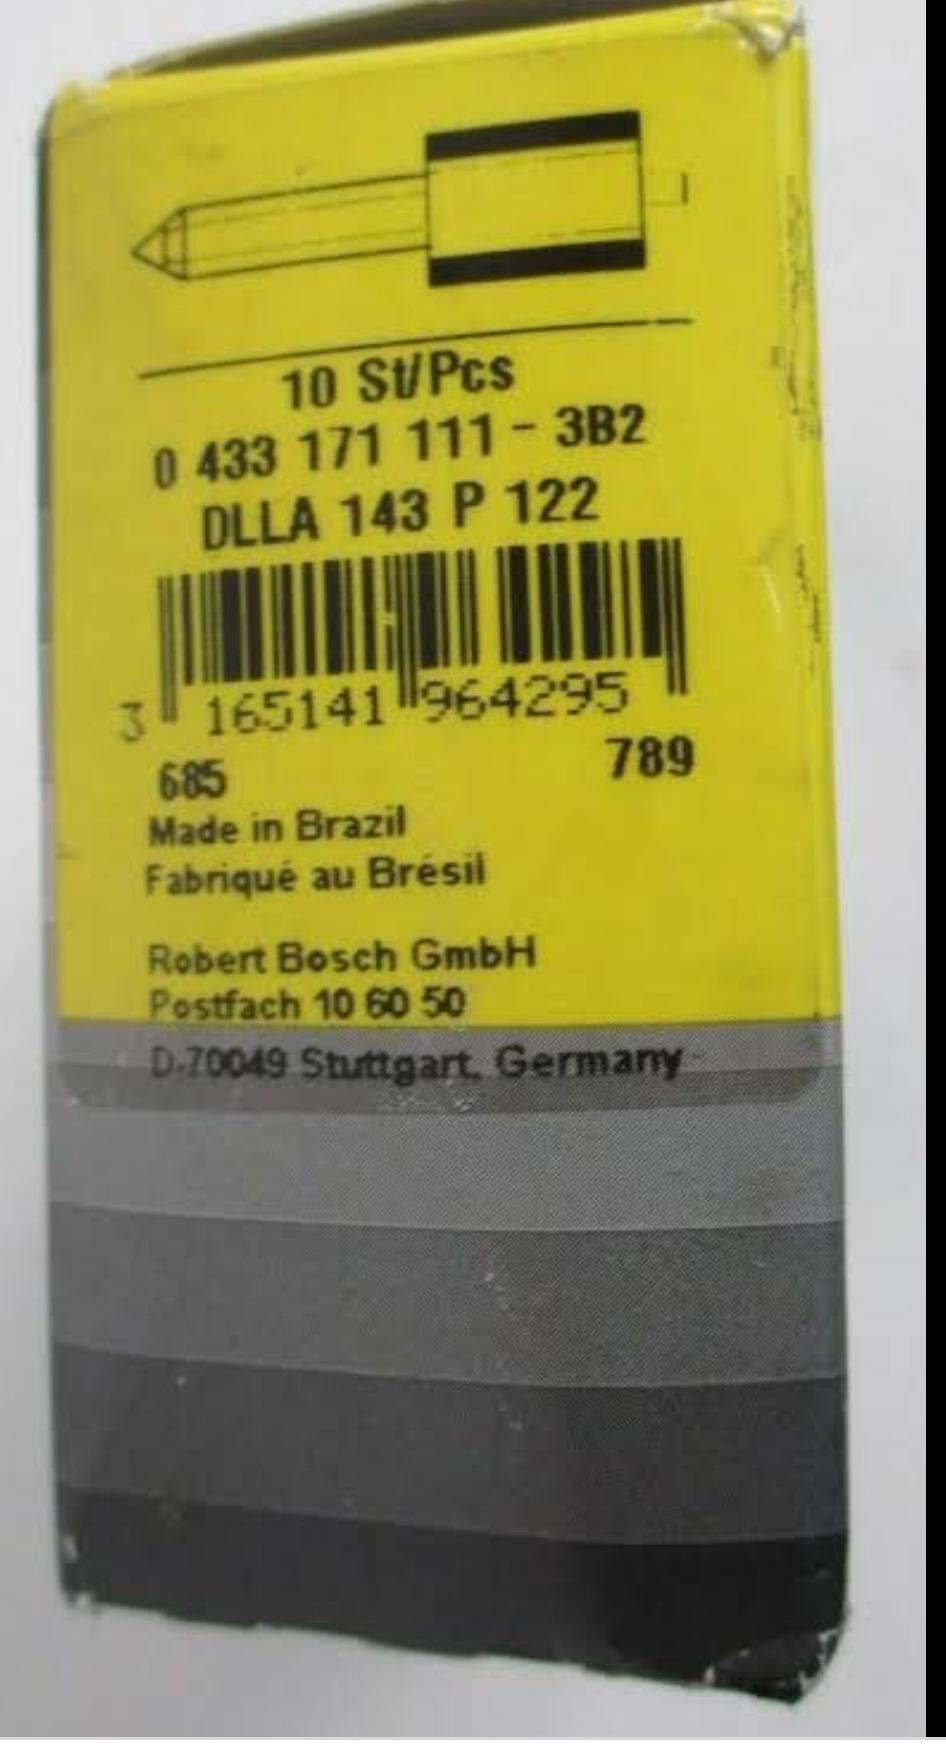 10 St/Pcs
0 433 171 111 - 3B2
DLLA 143 P 122
3 165141 964295
685 789
Made in Brazil
Fabriqué au Brésil
Robert Bosch GmbH
Postfach 10 60 50
D-70049 Stuttgart, Germany